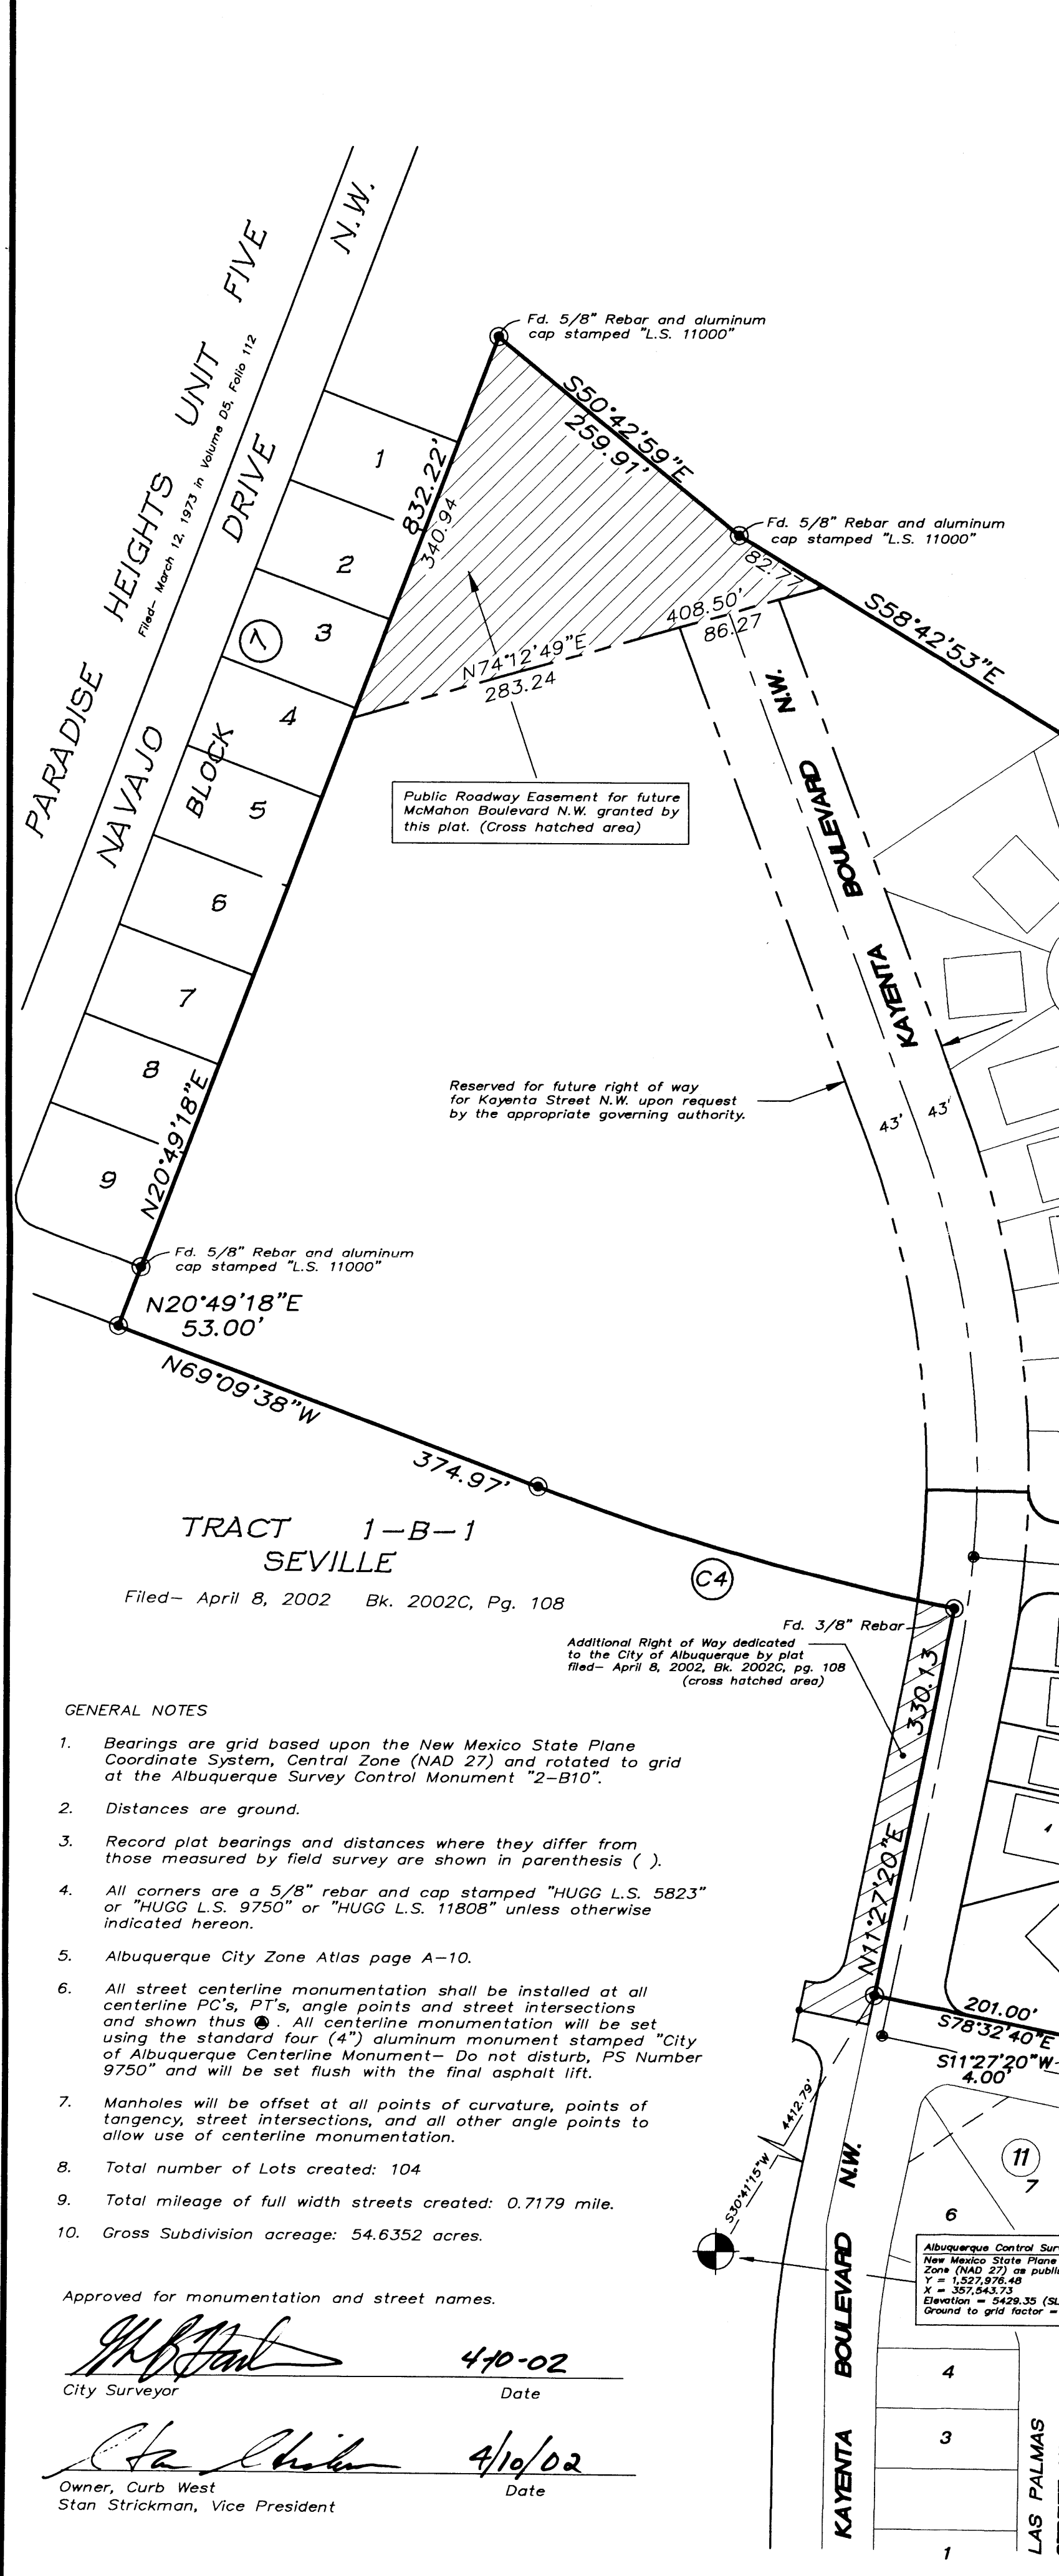 PARADISE HEIGHTS UNIT FIVE
Filed- March 12, 1973 in Volume D5, Folio 112
NAVAJO DRIVE N.W.
BLOCK
7
1
2
3
4
5
6
7
8
9
Fd. 5/8" Rebar and aluminum
cap stamped "L.S. 11000"
S50°42'59"E
259.91'
832.22'
340.94
Fd. 5/8" Rebar and aluminum
cap stamped "L.S. 11000"
82.77
S58°42'53"E
408.50'
86.27
N74°12'49"E
283.24
Public Roadway Easement for future
McMahon Boulevard N.W. granted by
this plat. (Cross hatched area)
KAYENTA BOULEVARD N.W.
Reserved for future right of way
for Kayenta Street N.W. upon request
by the appropriate governing authority.
43'
43'
N20°49'18"E
Fd. 5/8" Rebar and aluminum
cap stamped "L.S. 11000"
N20°49'18"E
53.00'
N69°09'38"W
374.97'
TRACT 1-B-1
SEVILLE
Filed- April 8, 2002 Bk. 2002C, Pg. 108
C4
Fd. 3/8" Rebar
Additional Right of Way dedicated
to the City of Albuquerque by plat
filed- April 8, 2002, Bk. 2002C, pg. 108
(cross hatched area)
330.13
N11°27'20"E
GENERAL NOTES
1. Bearings are grid based upon the New Mexico State Plane
Coordinate System, Central Zone (NAD 27) and rotated to grid
at the Albuquerque Survey Control Monument "2-B10".
2. Distances are ground.
3. Record plat bearings and distances where they differ from
those measured by field survey are shown in parenthesis ( ).
4. All corners are a 5/8" rebar and cap stamped "HUGG L.S. 5823"
or "HUGG L.S. 9750" or "HUGG L.S. 11808" unless otherwise
indicated hereon.
5. Albuquerque City Zone Atlas page A-10.
6. All street centerline monumentation shall be installed at all
centerline PC's, PT's, angle points and street intersections
and shown thus . All centerline monumentation will be set
using the standard four (4") aluminum monument stamped "City
of Albuquerque Centerline Monument- Do not disturb, PS Number
9750" and will be set flush with the final asphalt lift.
7. Manholes will be offset at all points of curvature, points of
tangency, street intersections, and all other angle points to
allow use of centerline monumentation.
8. Total number of Lots created: 104
9. Total mileage of full width streets created: 0.7179 mile.
10. Gross Subdivision acreage: 54.6352 acres.
201.00'
S78°32'40"E
S11°27'20"W
4.00'
4412.79'
S30°41'15"W
11
7
6
Albuquerque Control Sur
New Mexico State Plane
Zone (NAD 27) as publi
Y = 1,527,976.48
X = 357,543.73
Elevation = 5429.35 (SL
Ground to grid factor =
KAYENTA BOULEVARD N.W.
4
3
1
LAS PALMAS
Approved for monumentation and street names.
4-10-02
City Surveyor Date
4/10/02
Owner, Curb West Date
Stan Strickman, Vice President